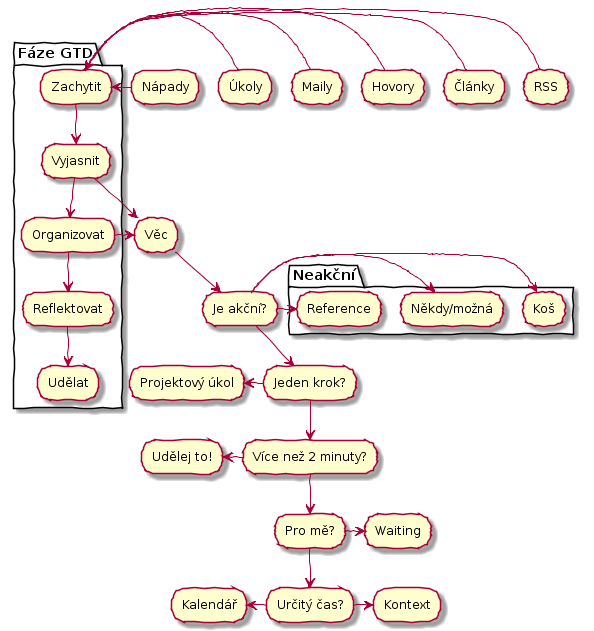 Fáze GTD
Zachytit
Nápady
Úkoly
Maily
Hovory
Články
RSS
Vyjasnit
Organizovat
Věc
Neakční
Reflektovat
Je akční?
Reference
Někdy/možná
Koš
Udělat
Projektový úkol
Jeden krok?
Udělej to!
Více než 2 minuty?
Pro mě?
Waiting
Kalendář
Určitý čas?
Kontext